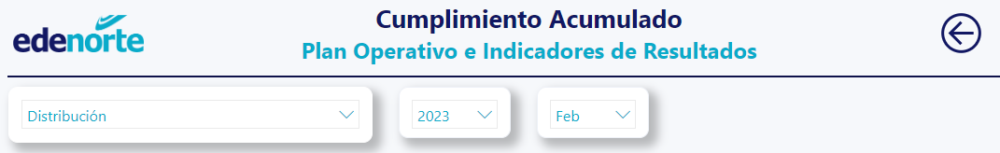 edenorte
Cumplimiento Acumulado
Plan Operativo e Indicadores de Resultados
Distribución
2023
Feb